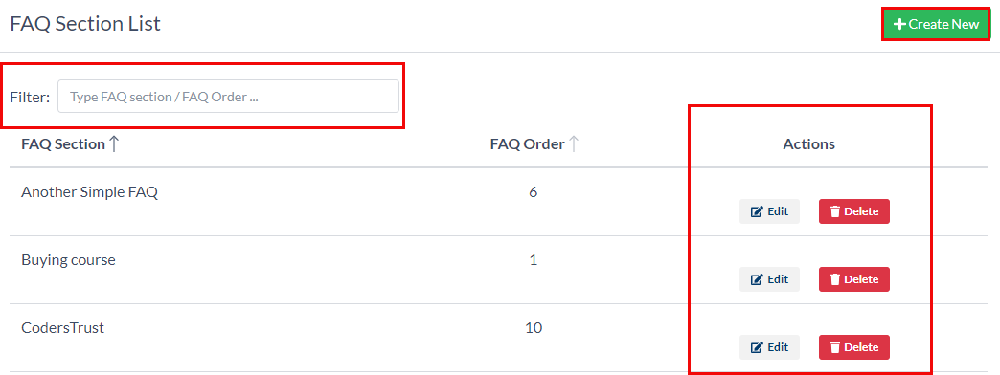 FAQ Section List
Create New
Filter: Type FAQ section / FAQ Order ...
FAQ Section FAQ Order Actions
Another Simple FAQ 6
Edit Delete
Buying course 1
Edit Delete
CodersTrust 10
Edit Delete